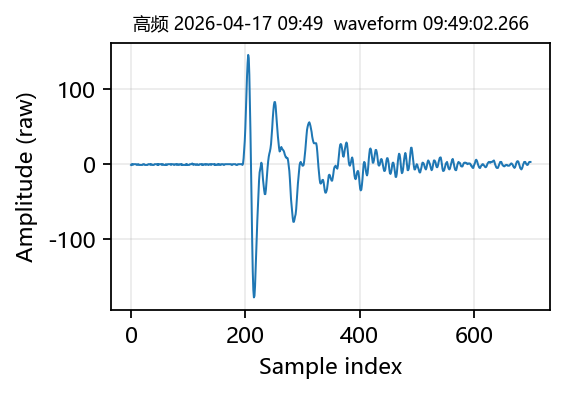 高频 2026-04-17 09:49  waveform 09:49:02.266
100
0
-100
Amplitude (raw)
0 200 400 600
Sample index